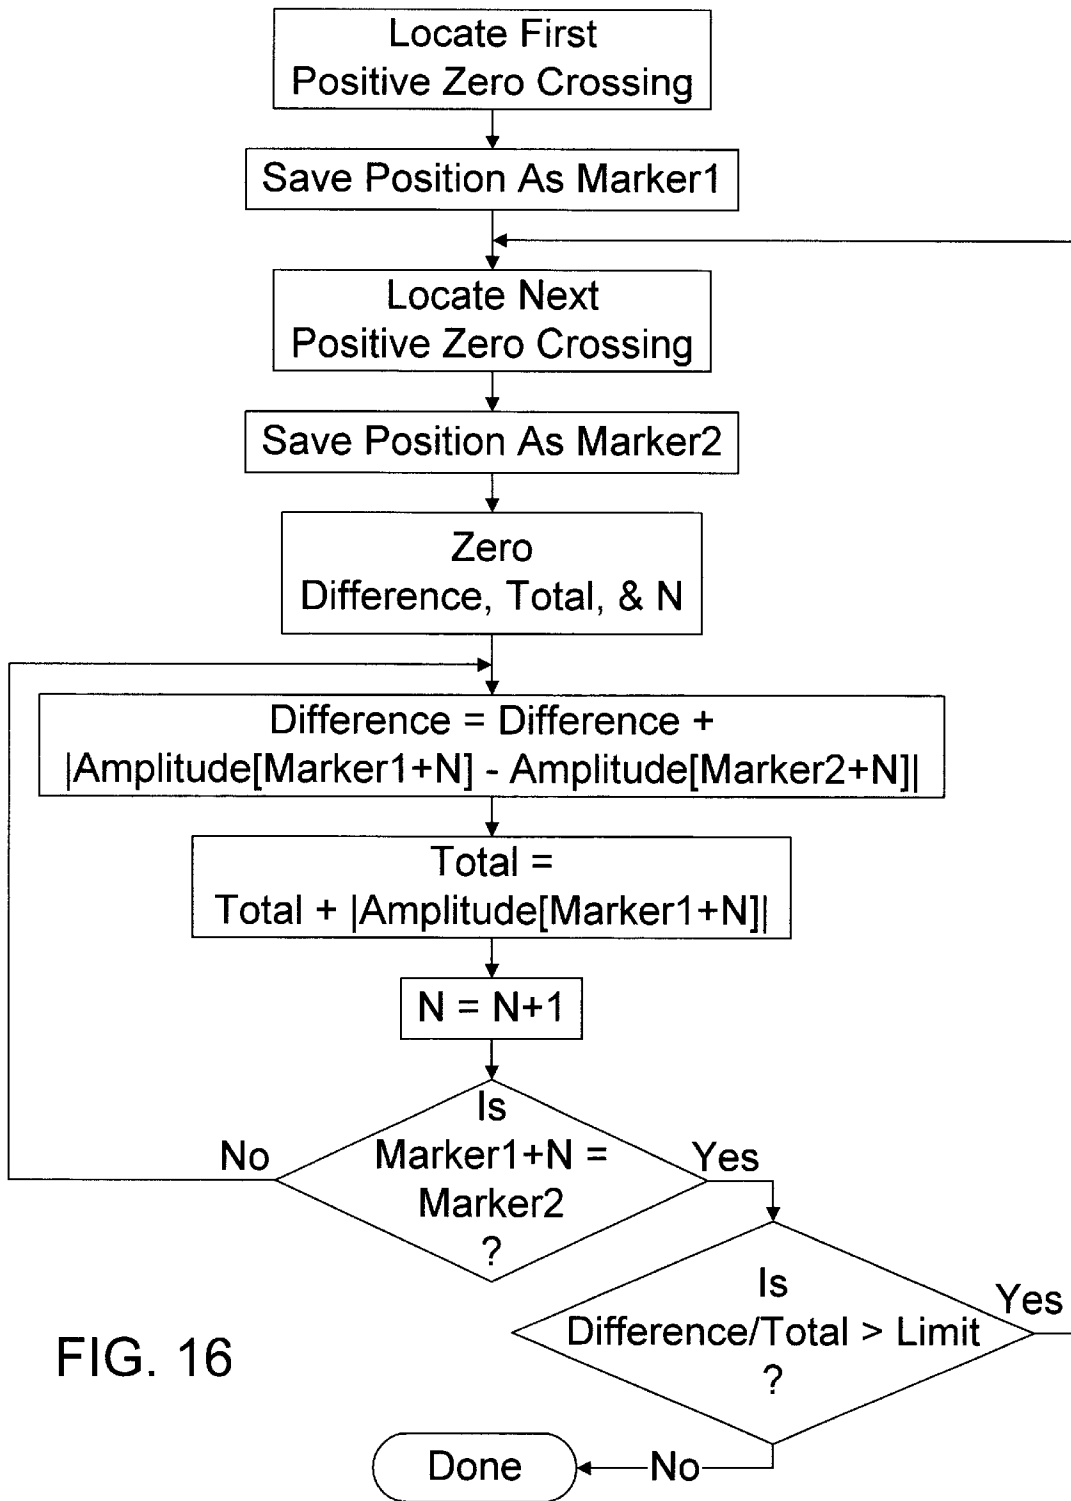 Locate First
Positive Zero Crossing
Save Position As Marker1
Locate Next
Positive Zero Crossing
Save Position As Marker2
Zero
Difference, Total, & N
Difference = Difference +
|Amplitude[Marker1+N] - Amplitude[Marker2+N]|
Total =
Total + |Amplitude[Marker1+N]|
N = N+1
Is
Marker1+N =
Marker2
?
No
Yes
Is
Difference/Total > Limit
?
Yes
No
Done
FIG. 16